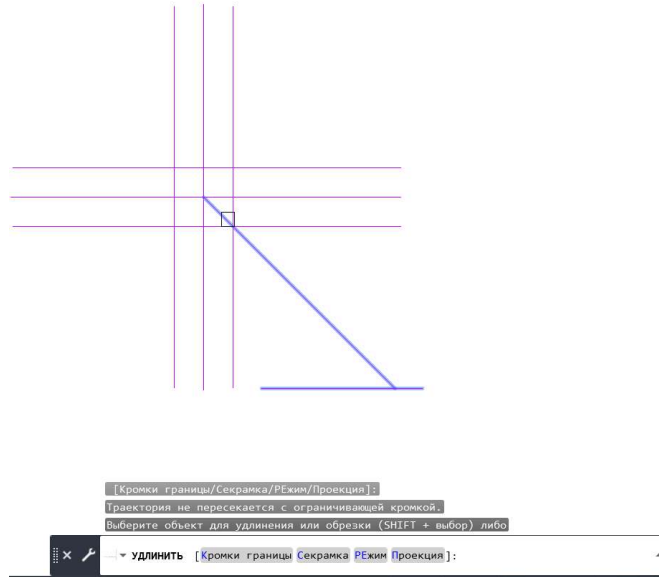 [Кромки границы/Секрамка/РЕжим/Проекция]:
Траектория не пересекается с ограничивающей кромкой.
Выберите объект для удлинения или обрезки (SHIFT + выбор) либо
УДЛИНИТЬ [Кромки границы Секрамка РЕжим Проекция]: